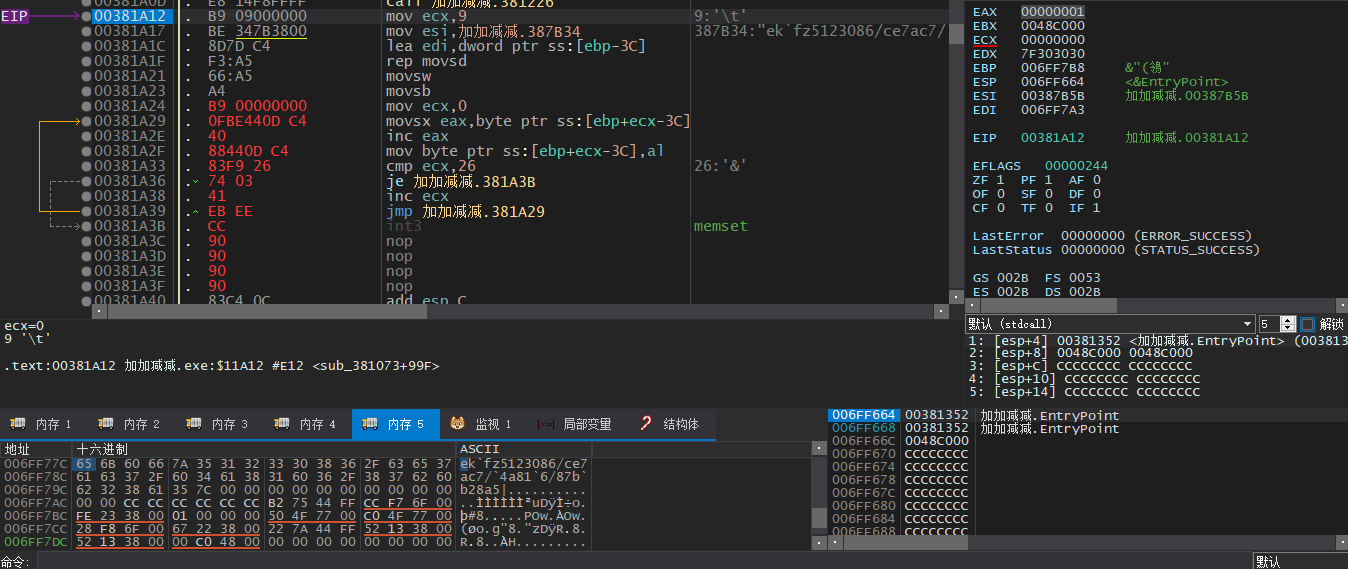 00381A0D . E8 14F8FFFF call 加加减减.381226
EIP 00381A12 . B9 09000000 mov ecx,9 9:'\t'
00381A17 . BE 347B3800 mov esi,加加减减.387B34 387B34:"ek`fz5123086/ce7ac7/
00381A1C . 8D7D C4 lea edi,dword ptr ss:[ebp-3C]
00381A1F . F3:A5 rep movsd
00381A21 . 66:A5 movsw
00381A23 . A4 movsb
00381A24 . B9 00000000 mov ecx,0
00381A29 . 0FBE440D C4 movsx eax,byte ptr ss:[ebp+ecx-3C]
00381A2E . 40 inc eax
00381A2F . 88440D C4 mov byte ptr ss:[ebp+ecx-3C],al
00381A33 . 83F9 26 cmp ecx,26 26:'&'
00381A36 . 74 03 je 加加减减.381A3B
00381A38 . 41 inc ecx
00381A39 . EB EE jmp 加加减减.381A29
00381A3B . CC int3 memset
00381A3C . 90 nop
00381A3D . 90 nop
00381A3E . 90 nop
00381A3F . 90 nop
00381A40 . 83C4 0C add esp,C
EAX 00000001
EBX 0048C000
ECX 00000000
EDX 7F303030
EBP 006FF7B8 &"(鴮"
ESP 006FF664 <&EntryPoint>
ESI 00387B5B 加加减减.00387B5B
EDI 006FF7A3
EIP 00381A12 加加减减.00381A12
EFLAGS 00000244
ZF 1 PF 1 AF 0
OF 0 SF 0 DF 0
CF 0 TF 0 IF 1
LastError 00000000 (ERROR_SUCCESS)
LastStatus 00000000 (STATUS_SUCCESS)
GS 002B FS 0053
ES 002B DS 002B
ecx=0
9 '\t'
.text:00381A12 加加减减.exe:$11A12 #E12 <sub_381073+99F>
默认 (stdcall) 5 解锁
1: [esp+4] 00381352 <加加减减.EntryPoint> (003813
2: [esp+8] 0048C000 0048C000
3: [esp+C] CCCCCCCC CCCCCCCC
4: [esp+10] CCCCCCCC CCCCCCCC
5: [esp+14] CCCCCCCC CCCCCCCC
内存 1 内存 2 内存 3 内存 4 内存 5 监视 1 局部变量 结构体
地址 十六进制 ASCII
006FF77C 65 6B 60 66 7A 35 31 32 33 30 38 36 2F 63 65 37 ek`fz5123086/ce7
006FF78C 61 63 37 2F 60 34 61 38 31 60 36 2F 38 37 62 60 ac7/`4a81`6/87b`
006FF79C 62 32 38 61 35 7C 00 00 00 00 00 00 00 00 00 00 b28a5|..........
006FF7AC 00 00 CC CC CC CC CC CC B2 75 44 FF CC F7 6F 00 ..ÌÌÌÌÌÌ²uDÿÌ÷o.
006FF7BC FE 23 38 00 01 00 00 00 50 4F 77 00 C0 4F 77 00 þ#8.....POw.ÀOw.
006FF7CC 28 F8 6F 00 67 22 38 00 22 7A 44 FF 52 13 38 00 (øo.g"8."zDÿR.8.
006FF7DC 52 13 38 00 00 C0 48 00 00 00 00 00 00 00 00 00 R.8..ÀH.........
006FF664 00381352 加加减减.EntryPoint
006FF668 00381352 加加减减.EntryPoint
006FF66C 0048C000
006FF670 CCCCCCCC
006FF674 CCCCCCCC
006FF678 CCCCCCCC
006FF67C CCCCCCCC
006FF680 CCCCCCCC
006FF684 CCCCCCCC
006FF688 CCCCCCCC
命令: 默认